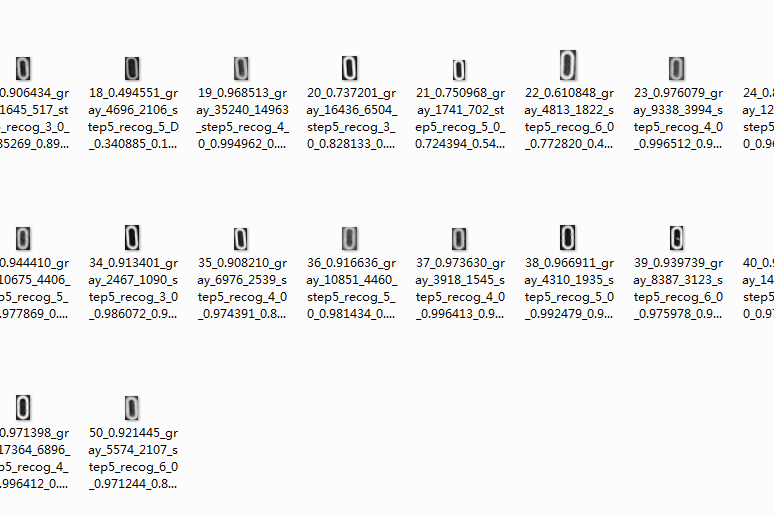 0.906434_gr
1645_517_st
_recog_3_0_
35269_0.89...
18_0.494551_gr
ay_4696_2106_s
tep5_recog_5_D
_0.340885_0.1...
19_0.968513_gr
ay_35240_14963
_step5_recog_4_
0_0.994962_0....
20_0.737201_gr
ay_16436_6504_
step5_recog_3_
0_0.828133_0....
21_0.750968_gr
ay_1741_702_st
ep5_recog_5_0_
0.724394_0.54...
22_0.610848_gr
ay_4813_1822_s
tep5_recog_6_0
_0.772820_0.4...
23_0.976079_gr
ay_9338_3994_s
tep5_recog_4_0
_0.996512_0.9...
24_0.8
ay_12
step5
0_0.96
0.944410_gr
10675_4406_
p5_recog_5_
.977869_0....
34_0.913401_gr
ay_2467_1090_s
tep5_recog_3_0
_0.986072_0.9...
35_0.908210_gr
ay_6976_2539_s
tep5_recog_4_0
_0.974391_0.8...
36_0.916636_gr
ay_10851_4460_
step5_recog_5_
0_0.981434_0....
37_0.973630_gr
ay_3918_1545_s
tep5_recog_4_0
_0.996413_0.9...
38_0.966911_gr
ay_4310_1935_s
tep5_recog_5_0
_0.992479_0.9...
39_0.939739_gr
ay_8387_3123_s
tep5_recog_6_0
_0.975978_0.9...
40_0.9
ay_14
step5
0_0.97
0.971398_gr
17364_6896_
p5_recog_4_
.996412_0....
50_0.921445_gr
ay_5574_2107_s
tep5_recog_6_0
_0.971244_0.8...